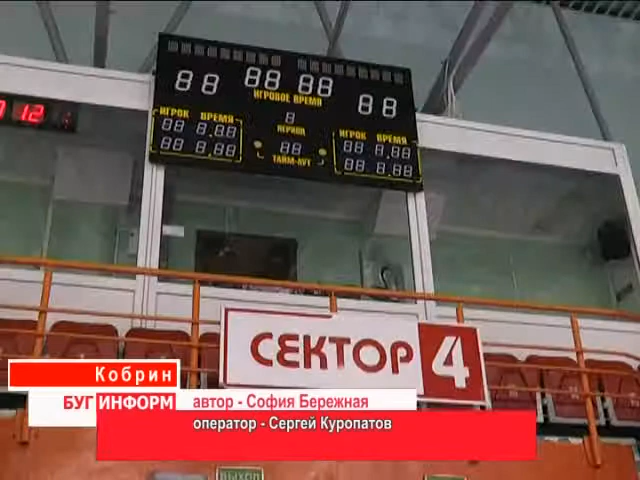 88 88 88 88
ИГРОВОЕ ВРЕМЯ
ИГРОК ВРЕМЯ 8 ИГРОК ВРЕМЯ
88 8.88 ПЕРИОД 88 8.88
88 8.88 88 88 8.88
ТАЙМ-АУТ
12
СЕКТОР 4
Кобрин
БУГ ИНФОРМ автор - София Бережная
оператор - Сергей Куропатов
ВЫХОД